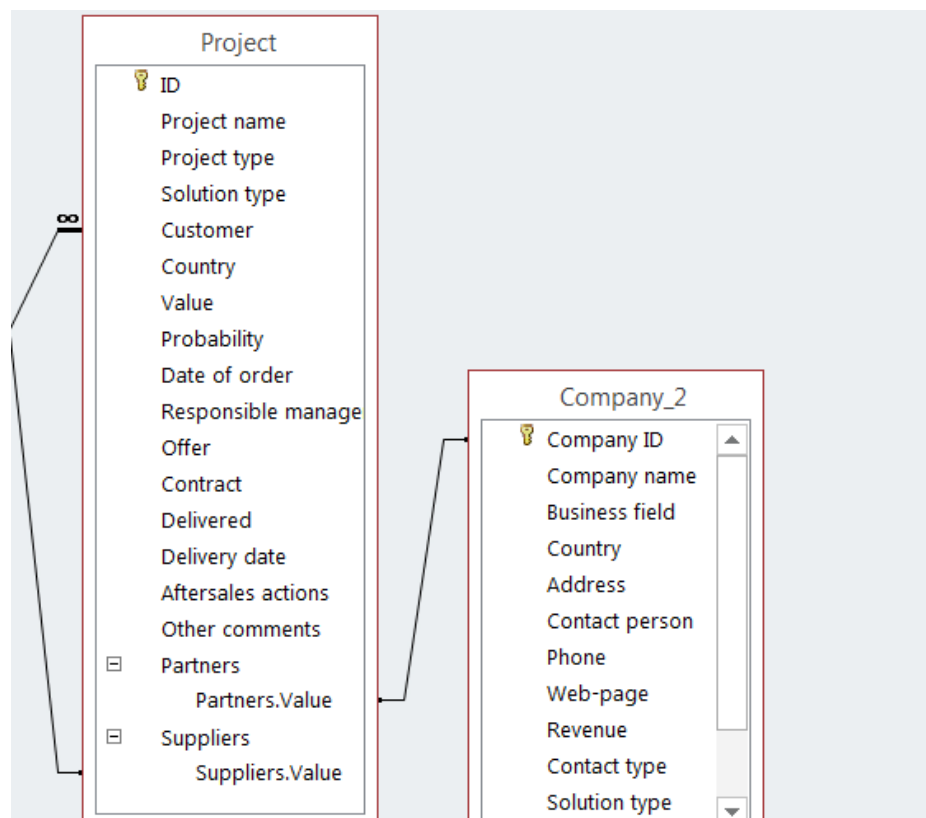 Project
ID
Project name
Project type
Solution type
∞
Customer
Country
Value
Probability
Date of order
Responsible manage
Offer
Contract
Delivered
Delivery date
Aftersales actions
Other comments
Partners
Partners.Value
Suppliers
Suppliers.Value
Company_2
Company ID
Company name
Business field
Country
Address
Contact person
Phone
Web-page
Revenue
Contact type
Solution type